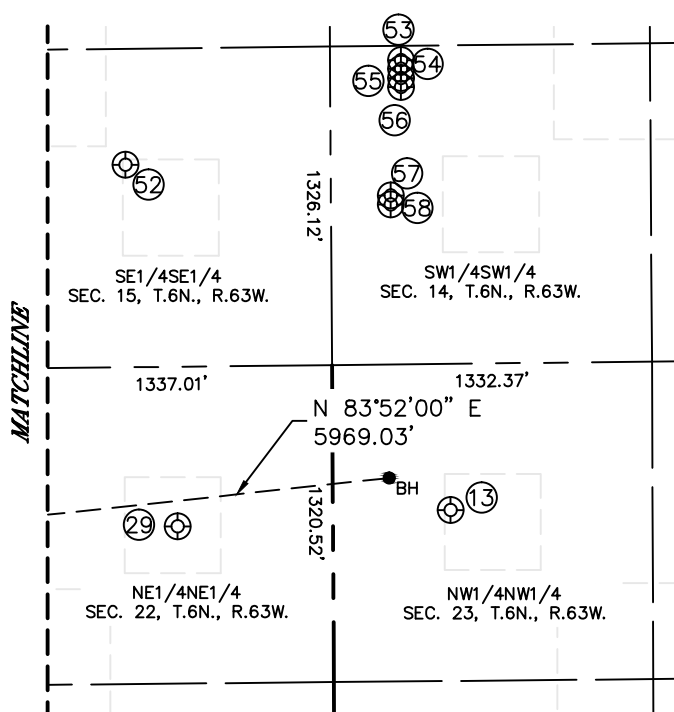 53
54
55
56
57
52
58
1326.12'
SE1/4SE1/4
SEC. 15, T.6N., R.63W.
SW1/4SW1/4
SEC. 14, T.6N., R.63W.
MATCHLINE
1337.01'
1332.37'
N 83°52'00" E
5969.03'
BH
13
29
1320.52'
NE1/4NE1/4
SEC. 22, T.6N., R.63W.
NW1/4NW1/4
SEC. 23, T.6N., R.63W.